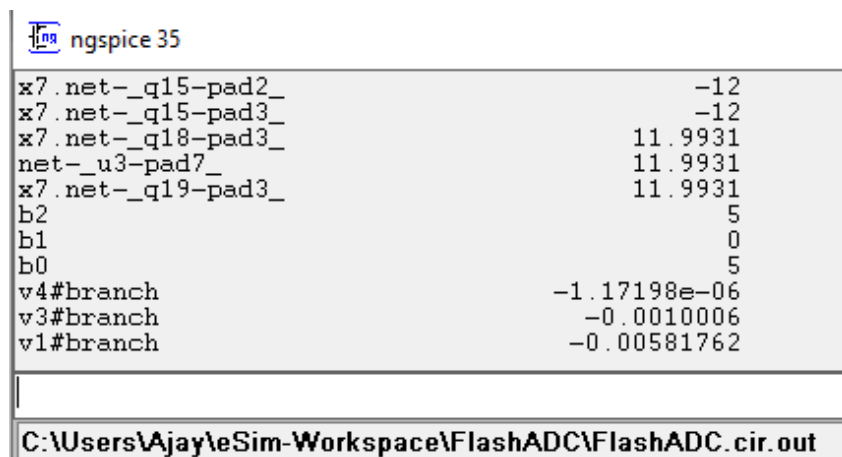 ngspice 35
x7.net-_q15-pad2_ -12
x7.net-_q15-pad3_ -12
x7.net-_q18-pad3_ 11.9931
net-_u3-pad7_ 11.9931
x7.net-_q19-pad3_ 11.9931
b2 5
b1 0
b0 5
v4#branch -1.17198e-06
v3#branch -0.0010006
v1#branch -0.00581762
C:\Users\Ajay\eSim-Workspace\FlashADC\FlashADC.cir.out